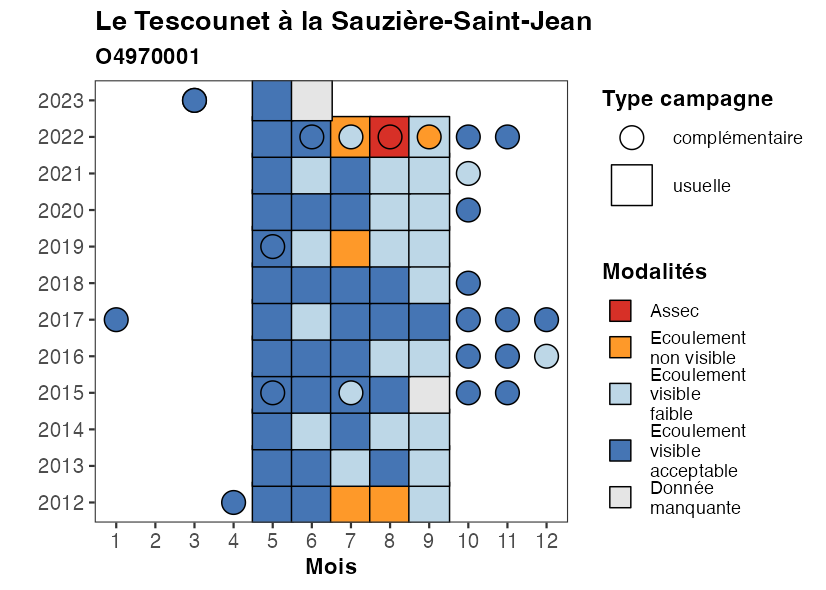 Le Tescounet à la Sauzière-Saint-Jean
O4970001
2023
2022
2021
2020
2019
2018
2017
2016
2015
2014
2013
2012
1 2 3 4 5 6 7 8 9 10 11 12
Mois
Type campagne
complémentaire
usuelle
Modalités
Assec
Ecoulement
non visible
Ecoulement
visible
faible
Ecoulement
visible
acceptable
Donnée
manquante